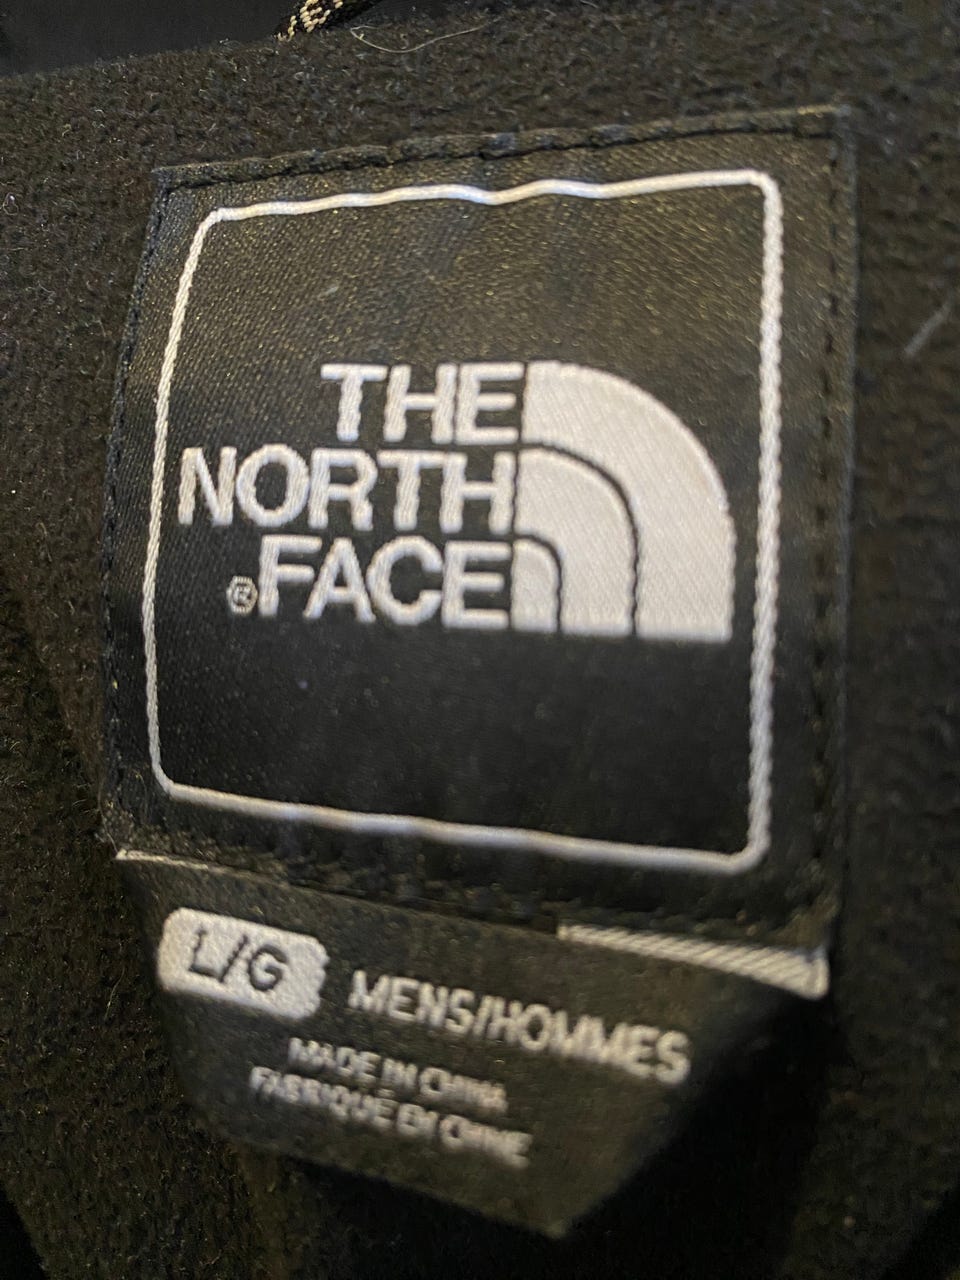 THE
NORTH
®FACE
L/G MENS/HOMMES
MADE IN CHINA
FABRIQUÉ EN CHINE